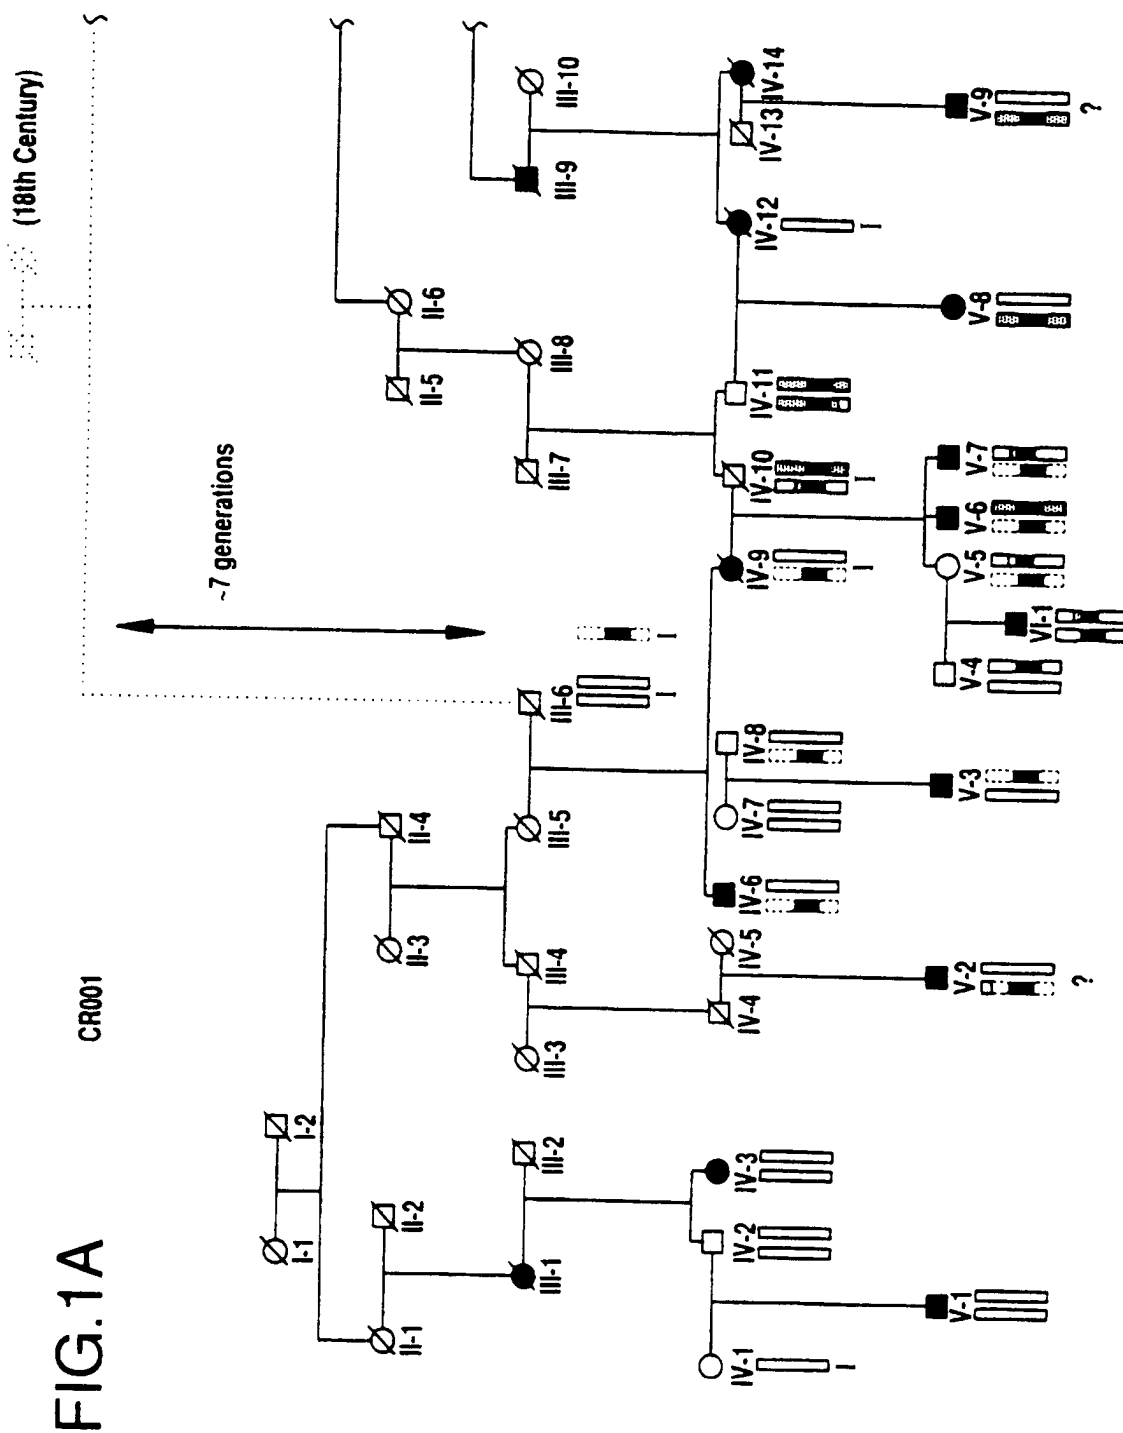 FIG.1A
CR001
(18th Century)
~7 generations
I-1
I-2
II-1
II-2
II-3
II-4
II-5
II-6
III-1
III-2
III-3
III-4
III-5
III-6
I
I
III-7
III-8
III-9
III-10
IV-1
I
IV-2
IV-3
IV-4
IV-5
IV-6
IV-7
IV-8
IV-9
I
IV-10
I
IV-11
IV-12
I
IV-13
IV-14
V-1
V-2
?
V-3
V-4
VI-1
V-5
V-6
V-7
V-8
V-9
?